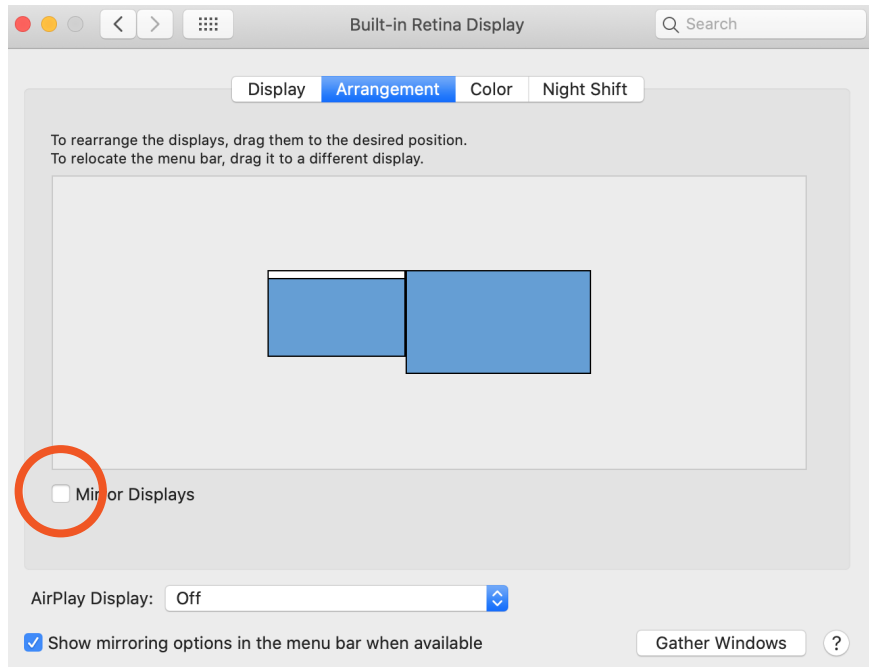 Built-in Retina Display
Search
Display Arrangement Color Night Shift
To rearrange the displays, drag them to the desired position.
To relocate the menu bar, drag it to a different display.
Mirror Displays
AirPlay Display: Off
Show mirroring options in the menu bar when available
Gather Windows ?